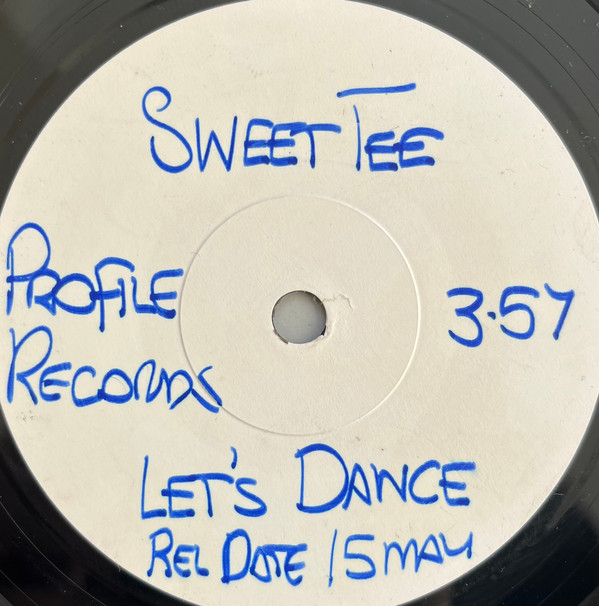 SWEET TEE
PROFILE
RECORDS
3.57
LET'S DANCE
REL DATE 15 MAY